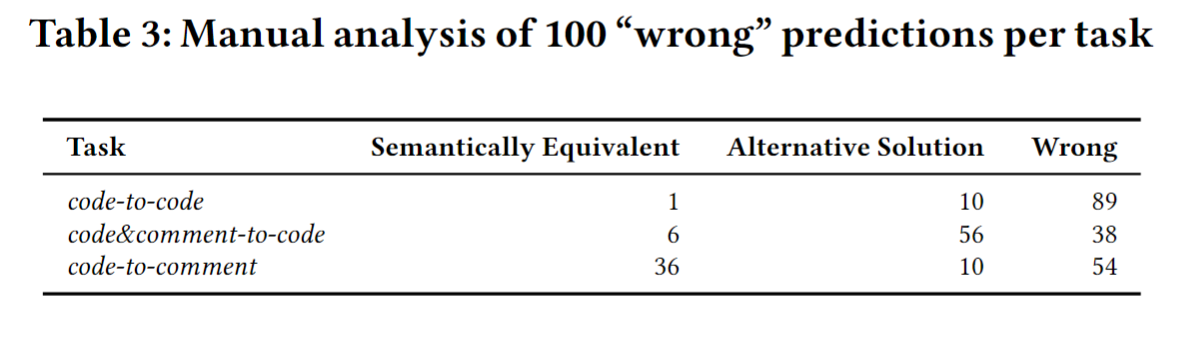 Table 3: Manual analysis of 100 “wrong” predictions per task
Task Semantically Equivalent Alternative Solution Wrong
code-to-code 1 10 89
code&comment-to-code 6 56 38
code-to-comment 36 10 54